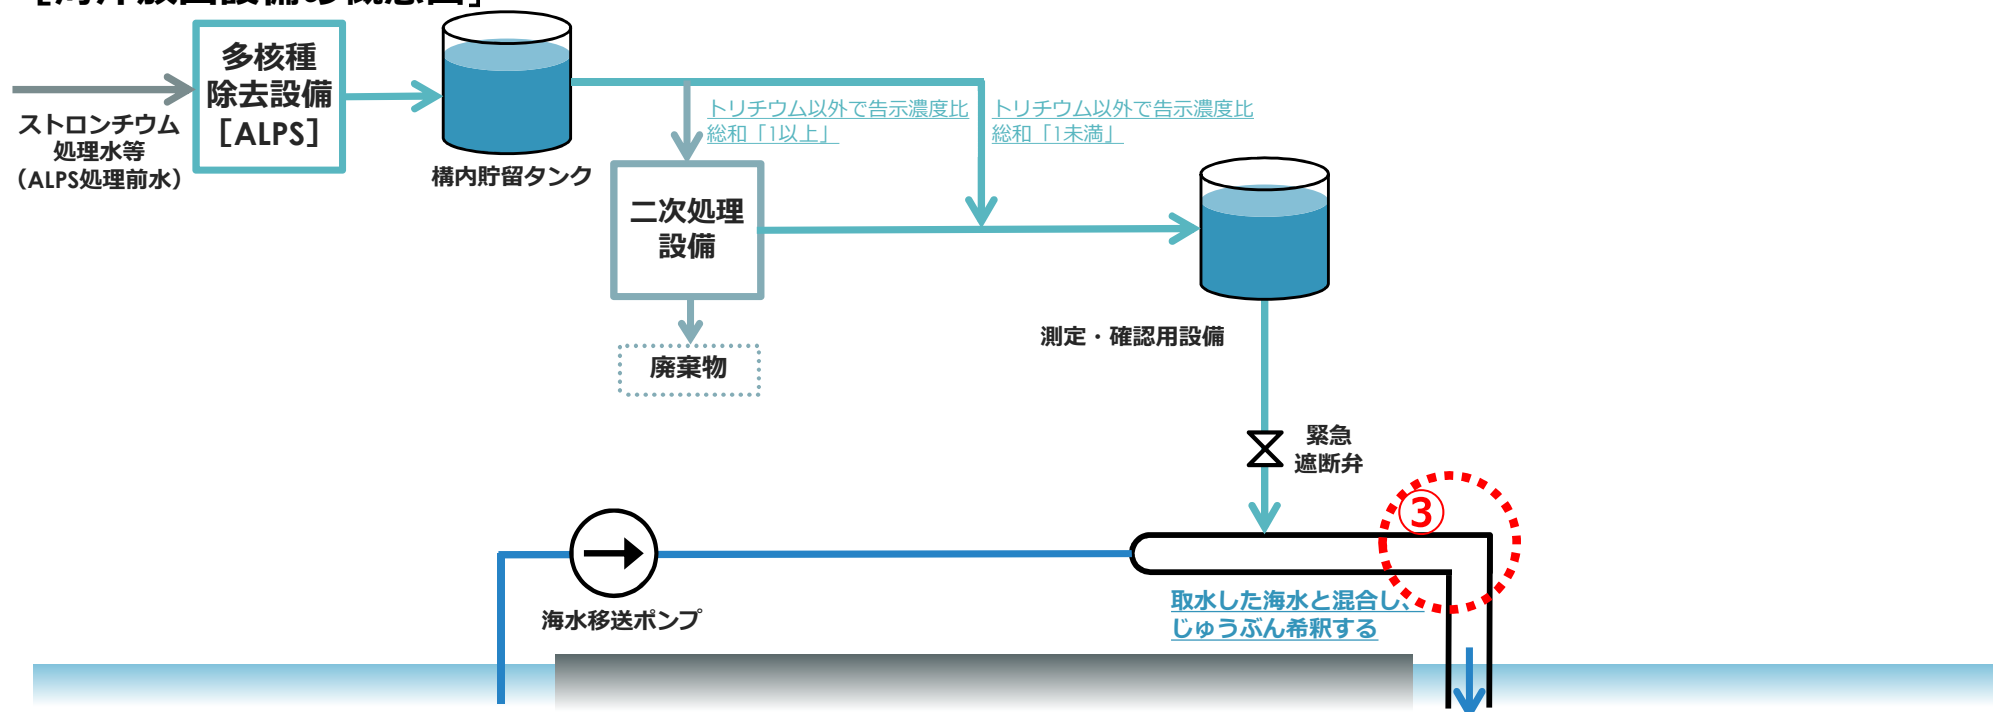 多核種
除去設備
［ALPS］
ストロンチウム
処理水等
（ALPS処理前水）
構内貯留タンク
トリチウム以外で告示濃度比
総和「1以上」
トリチウム以外で告示濃度比
総和「1未満」
二次処理
設備
廃棄物
測定・確認用設備
緊急
遮断弁
③
海水移送ポンプ
取水した海水と混合し、
じゅうぶん希釈する